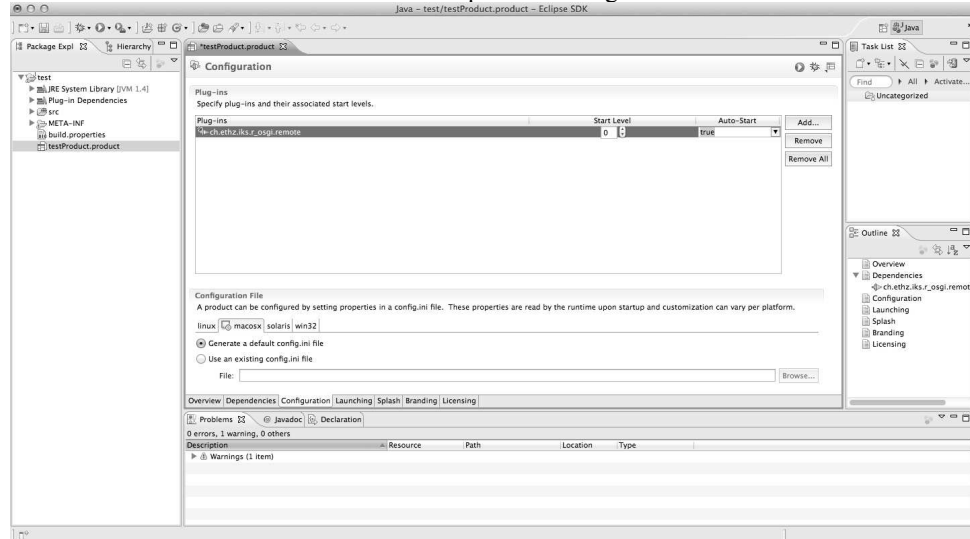 Java - test/testProduct.product - Eclipse SDK
Java
Package Expl
Hierarchy
*testProduct.product
Task List
test
JRE System Library [JVM 1.4]
Plug-in Dependencies
src
META-INF
build.properties
testProduct.product
Configuration
Plug-ins
Specify plug-ins and their associated start levels.
Plug-ins Start Level Auto-Start
ch.ethz.iks.r_osgi.remote 0 true
Add...
Remove
Remove All
Configuration File
A product can be configured by setting properties in a config.ini file. These properties are read by the runtime upon startup and customization can vary per platform.
linux macosx solaris win32
Generate a default config.ini file
Use an existing config.ini file
File: Browse...
Overview Dependencies Configuration Launching Splash Branding Licensing
Find All Activate...
Uncategorized
Outline
Overview
Dependencies
ch.ethz.iks.r_osgi.remot
Configuration
Launching
Splash
Branding
Licensing
Problems @ Javadoc Declaration
0 errors, 1 warning, 0 others
Description Resource Path Location Type
Warnings (1 item)